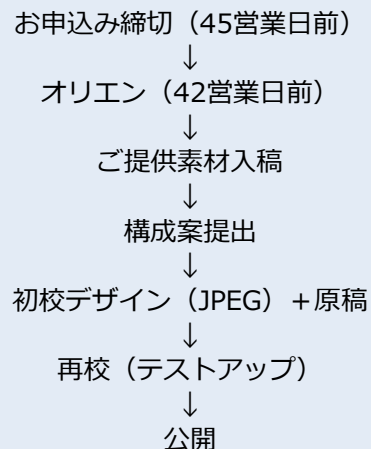 お申込み締切（45営業日前）
↓
オリエン（42営業日前）
↓
ご提供素材入稿
↓
構成案提出
↓
初校デザイン（JPEG）＋原稿
↓
再校（テストアップ）
↓
公開